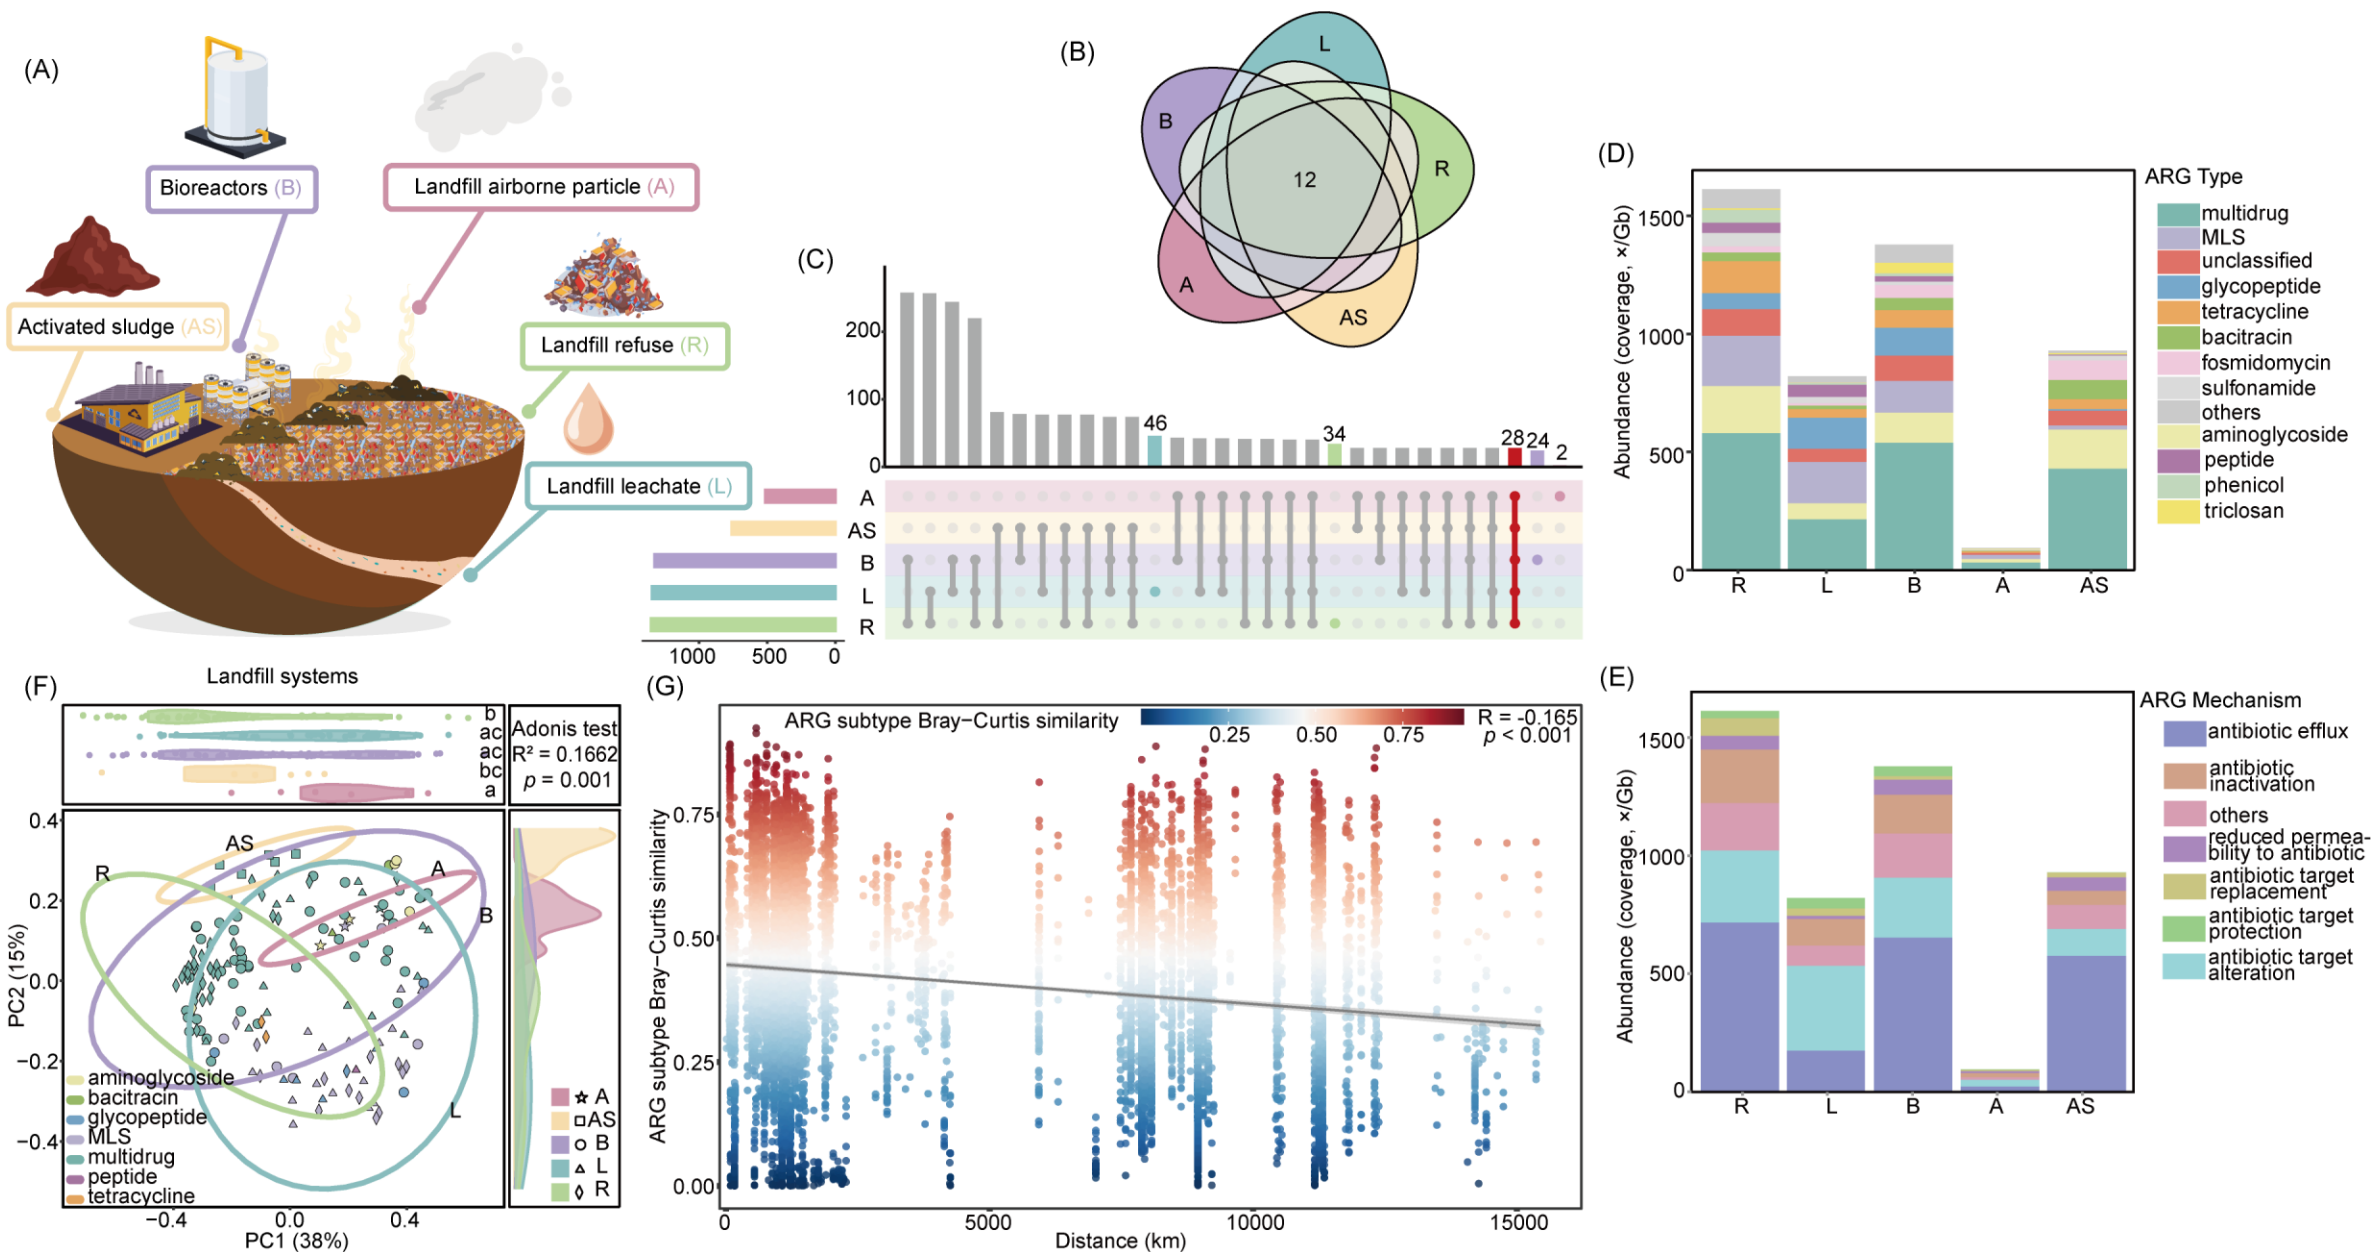 (A)
Bioreactors (B)
Landfill airborne particle (A)
Activated sludge (AS)
Landfill refuse (R)
Landfill leachate (L)
Landfill systems
(B)
L
B
R
12
A
AS
(C)
200
100
0
46
34
28
24
2
A
AS
B
L
R
1000
500
0
(D)
Abundance (coverage, ×/Gb)
1500
1000
500
0
R
L
B
A
AS
ARG Type
multidrug
MLS
unclassified
glycopeptide
tetracycline
bacitracin
fosmidomycin
sulfonamide
others
aminoglycoside
peptide
phenicol
triclosan
(E)
Abundance (coverage, ×/Gb)
1500
1000
500
0
R
L
B
A
AS
ARG Mechanism
antibiotic efflux
antibiotic
inactivation
others
reduced permea-
bility to antibiotic
antibiotic target
replacement
antibiotic target
protection
antibiotic target
alteration
(F)
b
ac
ac
bc
a
Adonis test
R² = 0.1662
p = 0.001
0.4
0.2
0.0
−0.2
−0.4
PC2 (15%)
AS
R
A
B
L
aminoglycoside
bacitracin
glycopeptide
MLS
multidrug
peptide
tetracycline
−0.4
0.0
0.4
PC1 (38%)
A
AS
B
L
R
(G)
ARG subtype Bray−Curtis similarity
0.25
0.50
0.75
R = -0.165
p < 0.001
ARG subtype Bray−Curtis similarity
0.75
0.50
0.25
0.00
0
5000
10000
15000
Distance (km)